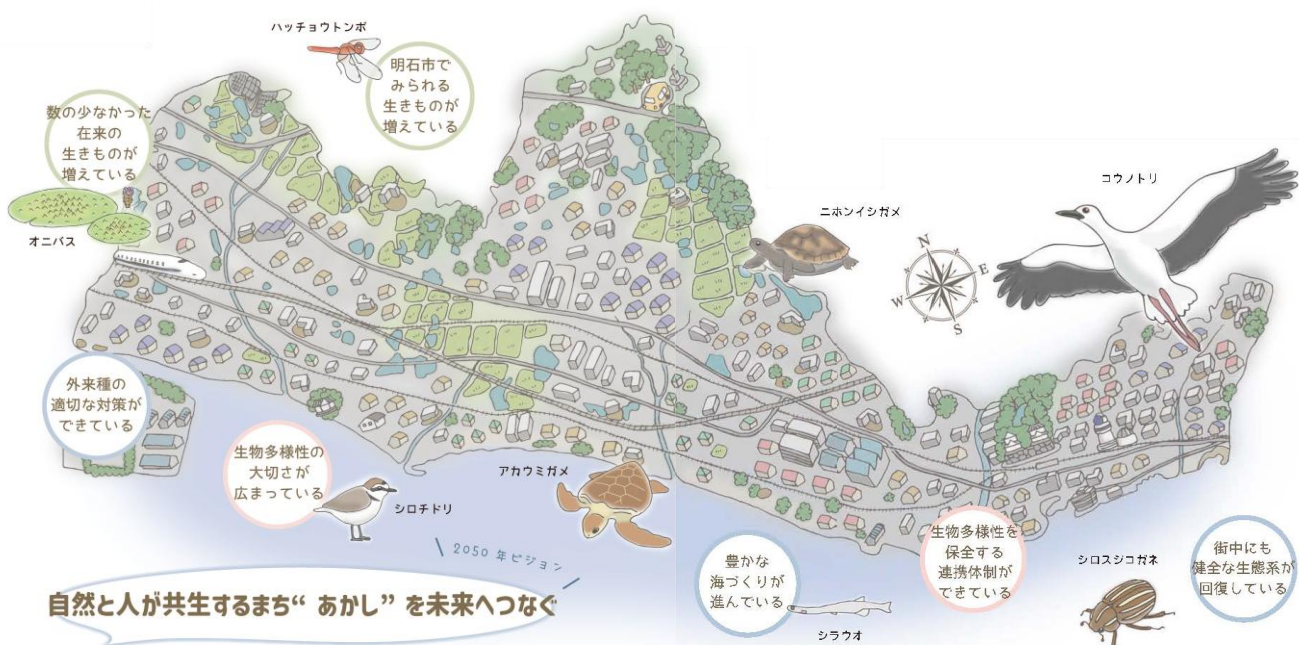 ハッチョウトンボ
明石市で
みられる
生きものが
増えている
数の少なかった
在来の
生きものが
増えている
オニバス
コウノトリ
ニホンイシガメ
N
E
W
S
外来種の
適切な対策が
できている
生物多様性の
大切さが
広まっている
シロチドリ
アカウミガメ
2050年ビジョン
自然と人が共生するまち“あかし”を未来へつなぐ
豊かな
海づくりが
進んでいる
シラウオ
生物多様性を
保全する
連携体制が
できている
シロスジコガネ
街中にも
健全な生態系が
回復している